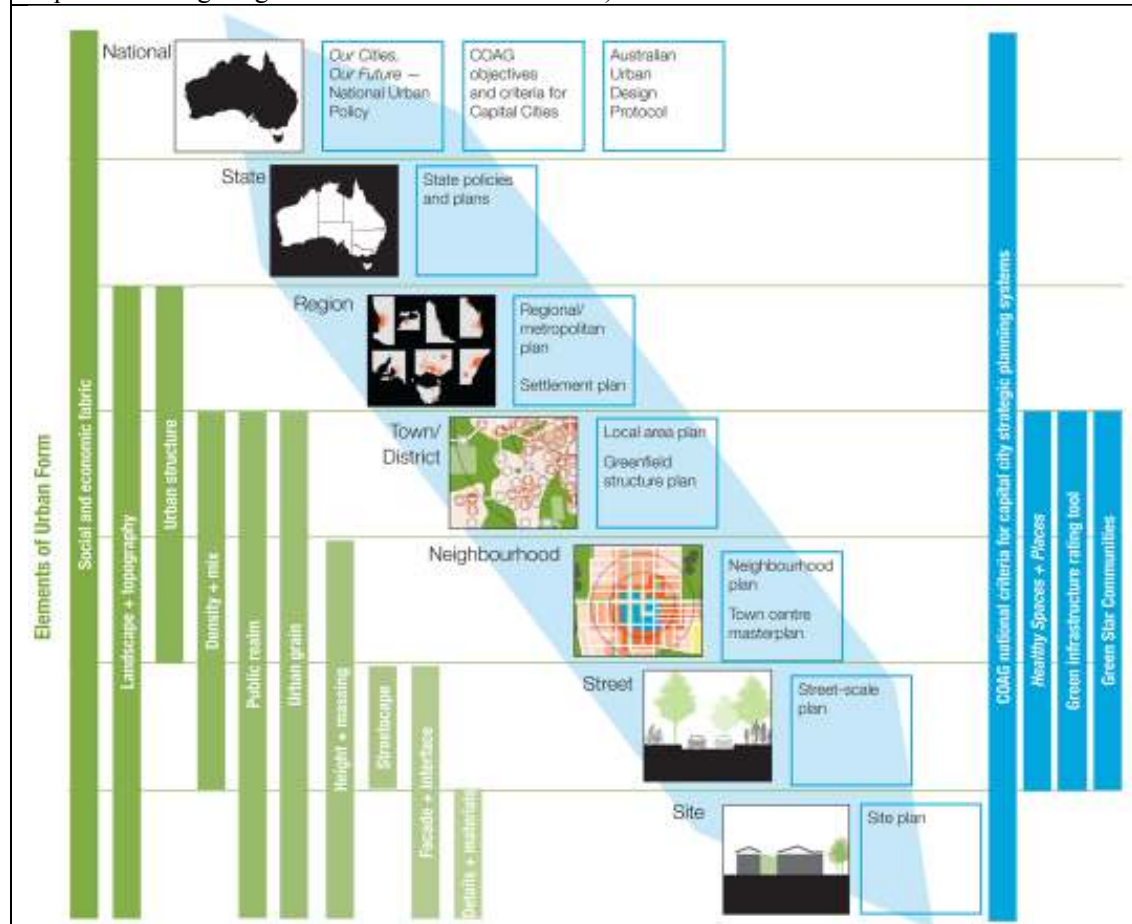 National
Our Cities,
Our Future —
National Urban
Policy
COAG
objectives
and criteria for
Capital Cities
Australian
Urban
Design
Protocol
State
State policies
and plans
Region
Regional/
metropolitan
plan
Settlement plan
Town/
District
Local area plan
Greenfield
structure plan
Neighbourhood
Neighbourhood
plan
Town centre
masterplan
Street
Street-scale
plan
Site
Site plan
Elements of Urban Form
Social and economic fabric
Landscape + topography
Urban structure
Density + mix
Public realm
Urban grain
Height + massing
Streetscape
Facade + Interface
Details + materials
COAG national criteria for capital city strategic planning systems
Healthy Spaces + Places
Green infrastructure rating tool
Green Star Communities